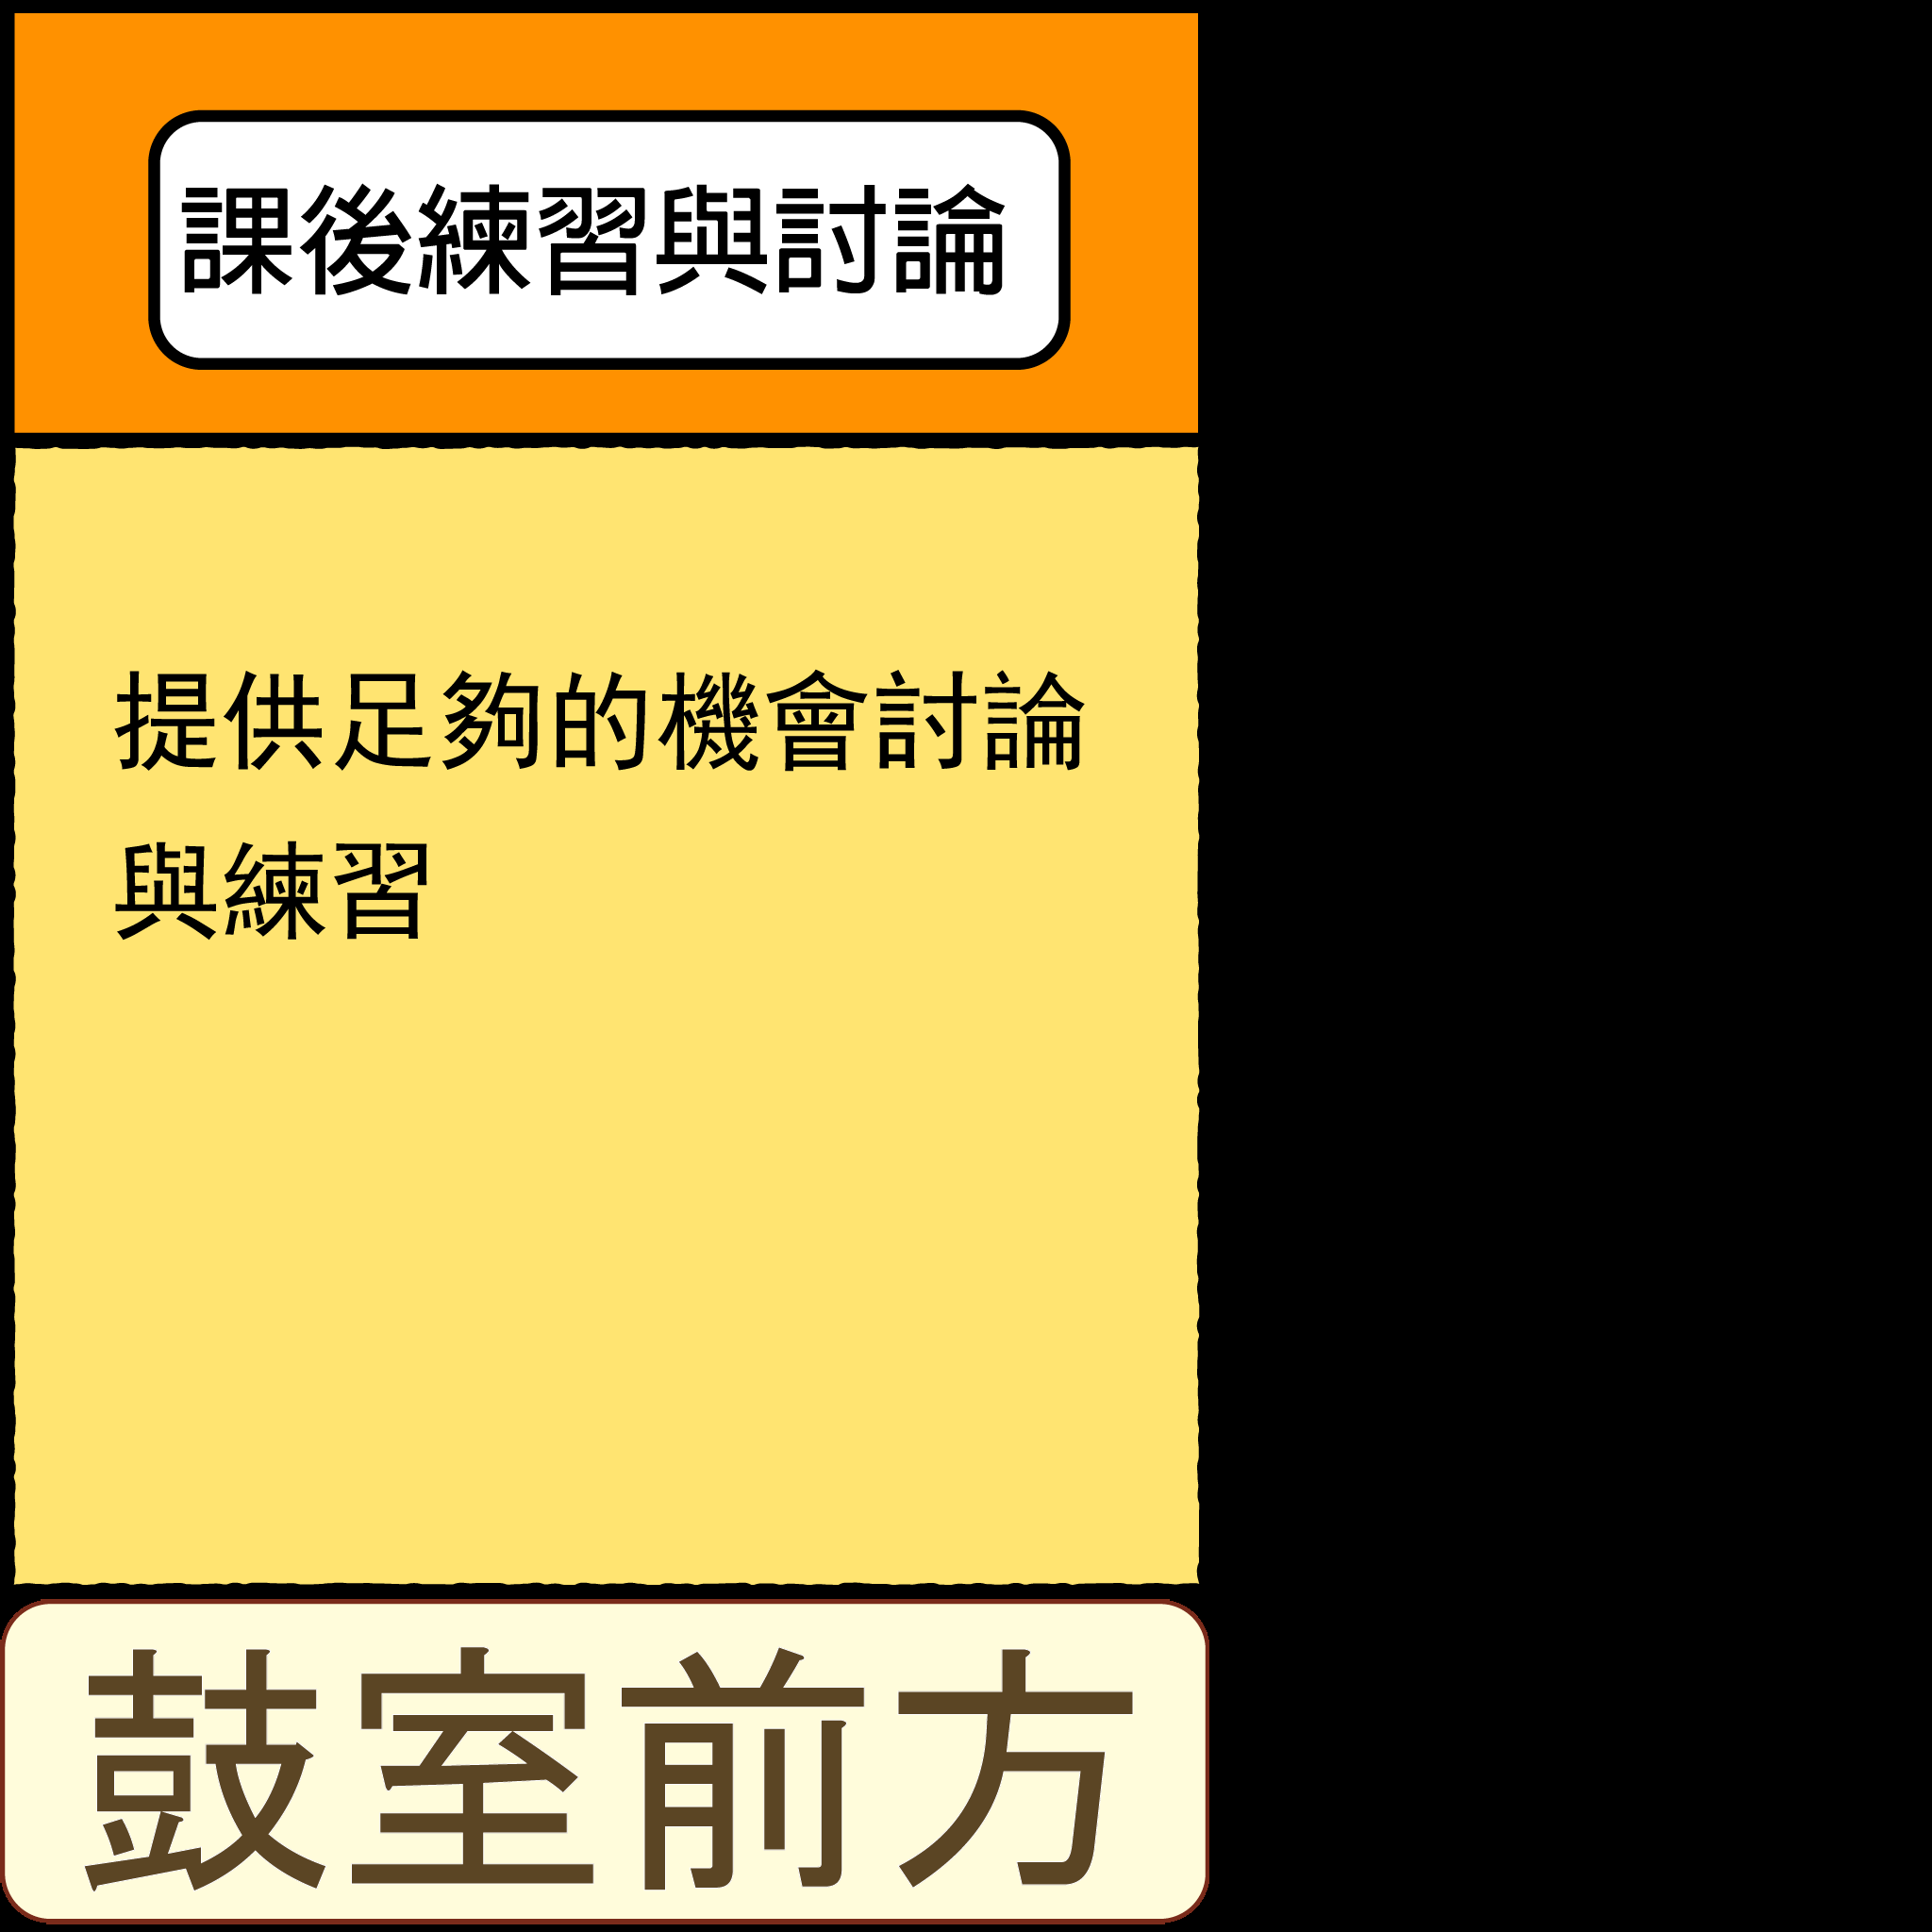 課後練習與討論
提供足夠的機會討論
與練習
鼓室前方